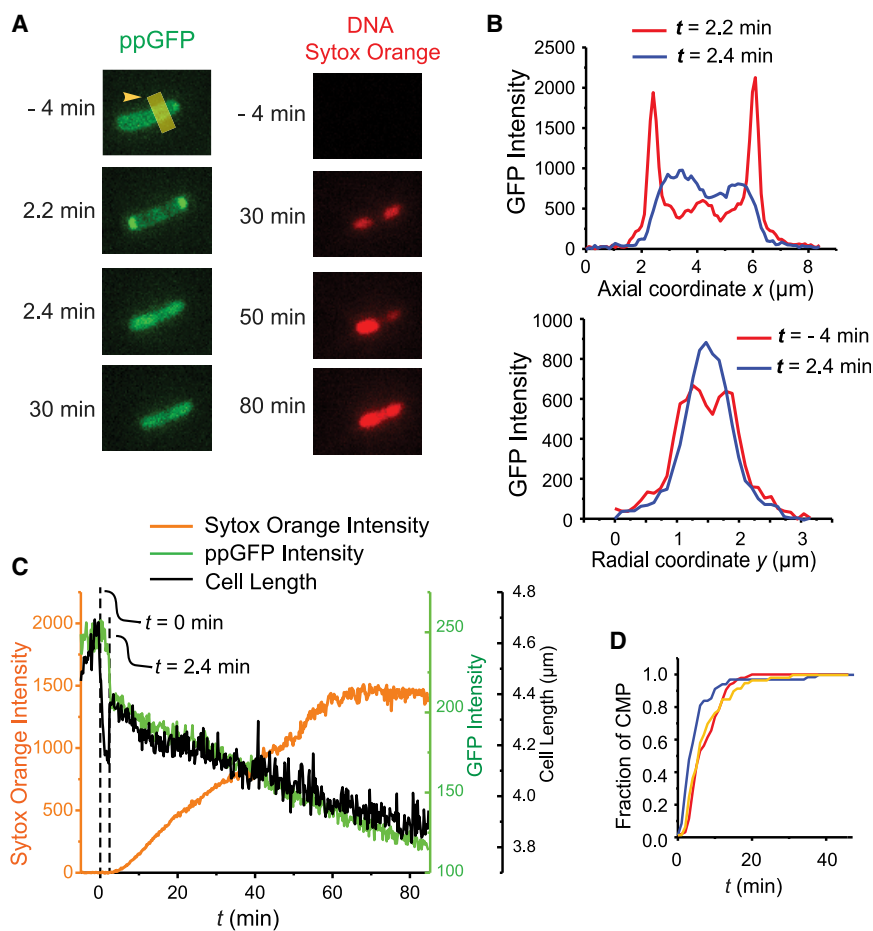 A
ppGFP
DNA
Sytox Orange
- 4 min
- 4 min
2.2 min
30 min
2.4 min
50 min
30 min
80 min
B
t = 2.2 min
t = 2.4 min
2500
2000
1500
1000
500
0
GFP Intensity
0 2 4 6 8
Axial coordinate x (µm)
t = - 4 min
t = 2.4 min
1000
800
600
400
200
0
GFP Intensity
0 1 2 3
Radial coordinate y (µm)
Sytox Orange Intensity
ppGFP Intensity
Cell Length
C
t = 0 min
t = 2.4 min
2000
1500
1000
500
0
Sytox Orange Intensity
250
200
150
100
GFP Intensity
4.8
4.6
4.4
4.2
4.0
3.8
Cell Length (µm)
0 20 40 60 80
t (min)
D
1.0
0.8
0.6
0.4
0.2
0.0
Fraction of CMP
0 20 40
t (min)